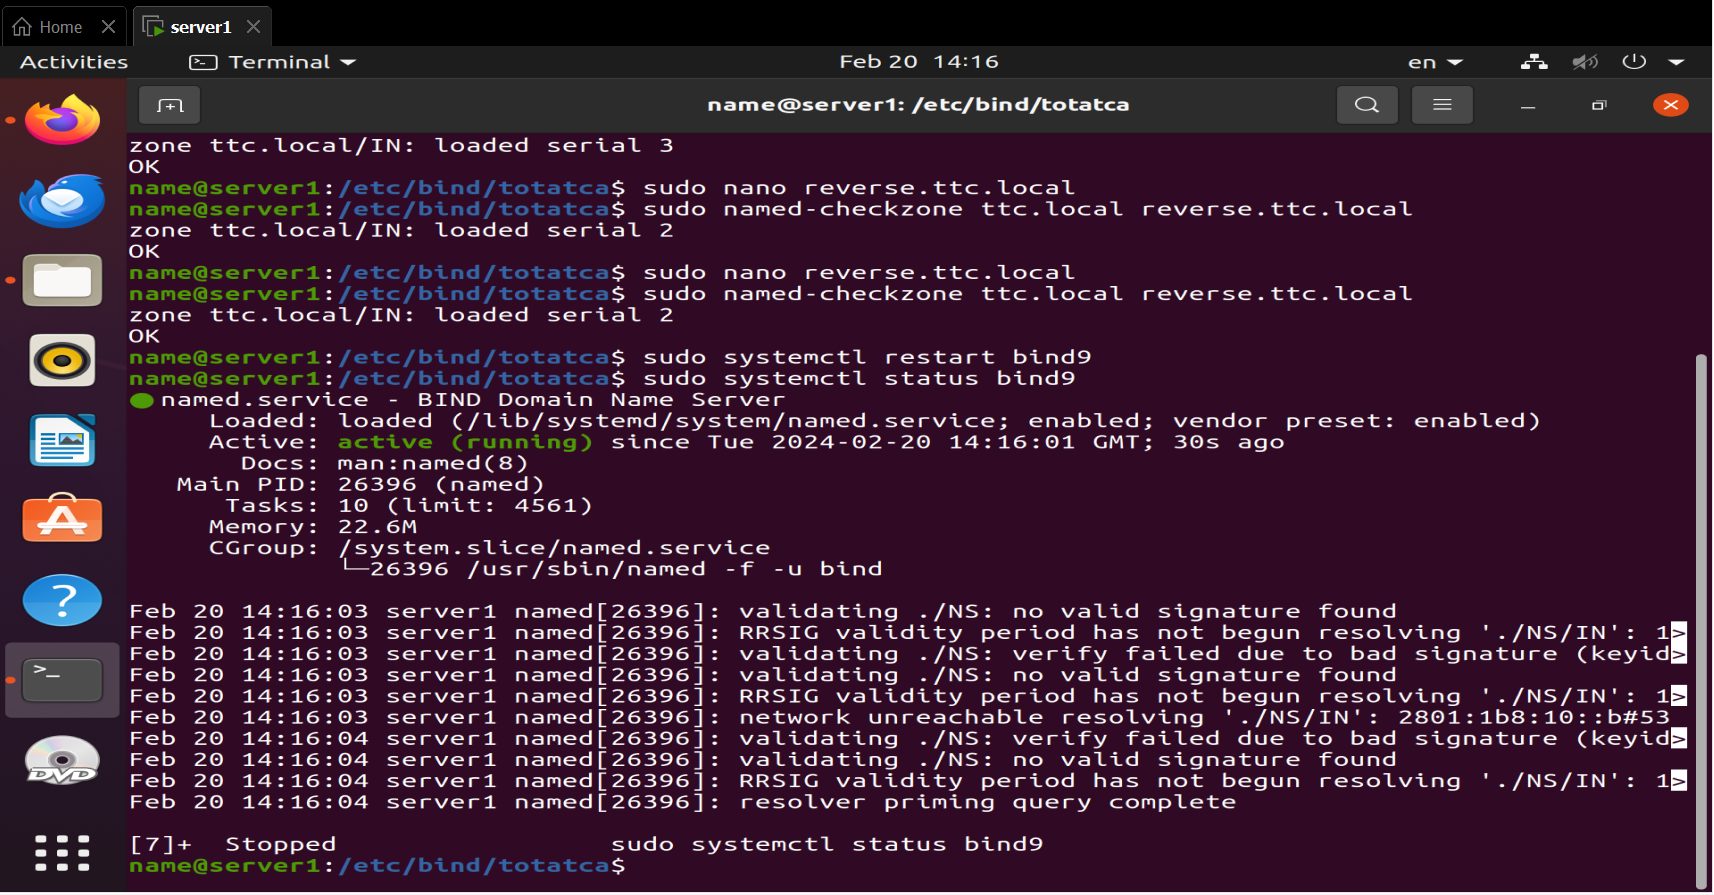 Home
server1
Activities
Terminal
Feb 20 14:16
en
name@server1: /etc/bind/totatca
zone ttc.local/IN: loaded serial 3
OK
name@server1:/etc/bind/totatca$ sudo nano reverse.ttc.local
name@server1:/etc/bind/totatca$ sudo named-checkzone ttc.local reverse.ttc.local
zone ttc.local/IN: loaded serial 2
OK
name@server1:/etc/bind/totatca$ sudo nano reverse.ttc.local
name@server1:/etc/bind/totatca$ sudo named-checkzone ttc.local reverse.ttc.local
zone ttc.local/IN: loaded serial 2
OK
name@server1:/etc/bind/totatca$ sudo systemctl restart bind9
name@server1:/etc/bind/totatca$ sudo systemctl status bind9
● named.service - BIND Domain Name Server
Loaded: loaded (/lib/systemd/system/named.service; enabled; vendor preset: enabled)
Active: active (running) since Tue 2024-02-20 14:16:01 GMT; 30s ago
Docs: man:named(8)
Main PID: 26396 (named)
Tasks: 10 (limit: 4561)
Memory: 22.6M
CGroup: /system.slice/named.service
└─26396 /usr/sbin/named -f -u bind
Feb 20 14:16:03 server1 named[26396]: validating ./NS: no valid signature found
Feb 20 14:16:03 server1 named[26396]: RRSIG validity period has not begun resolving './NS/IN': 1>
Feb 20 14:16:03 server1 named[26396]: validating ./NS: verify failed due to bad signature (keyid>
Feb 20 14:16:03 server1 named[26396]: validating ./NS: no valid signature found
Feb 20 14:16:03 server1 named[26396]: RRSIG validity period has not begun resolving './NS/IN': 1>
Feb 20 14:16:03 server1 named[26396]: network unreachable resolving './NS/IN': 2801:1b8:10::b#53
Feb 20 14:16:04 server1 named[26396]: validating ./NS: verify failed due to bad signature (keyid>
Feb 20 14:16:04 server1 named[26396]: validating ./NS: no valid signature found
Feb 20 14:16:04 server1 named[26396]: RRSIG validity period has not begun resolving './NS/IN': 1>
Feb 20 14:16:04 server1 named[26396]: resolver priming query complete
[7]+ Stopped sudo systemctl status bind9
name@server1:/etc/bind/totatca$
DVD